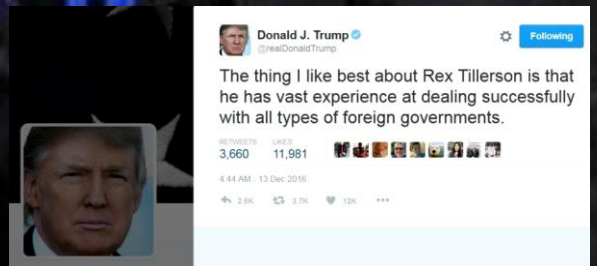 Donald J. Trump
@realDonaldTrump
Following
The thing I like best about Rex Tillerson is that
he has vast experience at dealing successfully
with all types of foreign governments.
RETWEETS LIKES
3,660 11,981
4:44 AM - 13 Dec 2016
2.6K 3.7K 12K